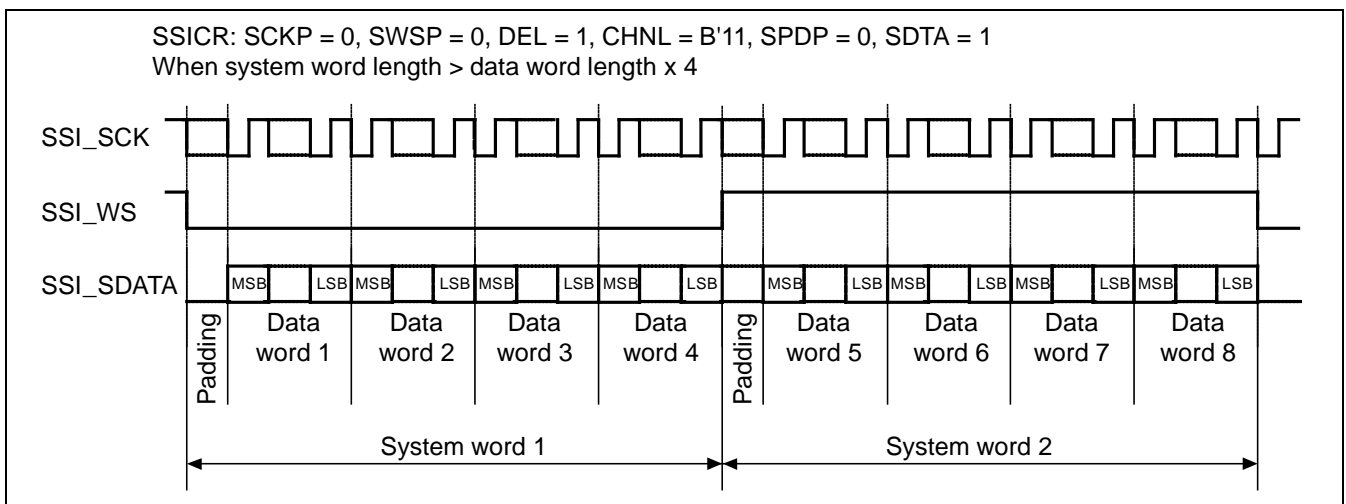 SSICR: SCKP = 0, SWSP = 0, DEL = 1, CHNL = B'11, SPDP = 0, SDTA = 1
When system word length > data word length x 4
SSI_SCK
SSI_WS
SSI_SDATA
MSB LSB MSB LSB MSB LSB MSB LSB MSB LSB MSB LSB MSB LSB MSB LSB
Padding
Data word 1
Data word 2
Data word 3
Data word 4
Padding
Data word 5
Data word 6
Data word 7
Data word 8
System word 1
System word 2